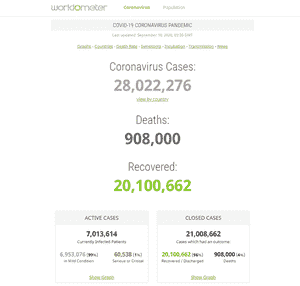 worldometer Coronavirus Population
COVID-19 CORONAVIRUS PANDEMIC
Last updated: September 10, 2020,
Deaths - Countries - Death Rate - Symptoms - Incubation - Transmission - News
Coronavirus Cases:
28,022,276
view by country
Deaths:
908,000
Recovered:
20,100,662
ACTIVE CASES
7,013,614
Currently Infected Patients
6,953,076 (99%)
in Mild Condition
60,538 (1%)
Serious or Critical
Show Graph
CLOSED CASES
21,008,662
Cases which had an outcome:
20,100,662 (96%)
Recovered / Discharged
908,000 (4%)
Deaths
Show Graph